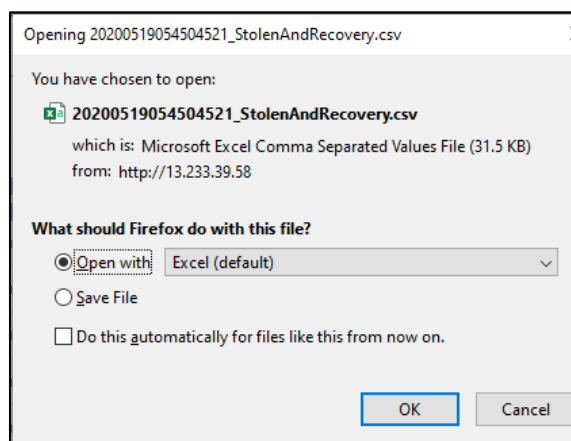 Opening 20200519054504521_StolenAndRecovery.csv
You have chosen to open:
20200519054504521_StolenAndRecovery.csv
which is: Microsoft Excel Comma Separated Values File (31.5 KB)
from: http://13.233.39.58
What should Firefox do with this file?
Open with Excel (default)
Save File
Do this automatically for files like this from now on.
OK Cancel